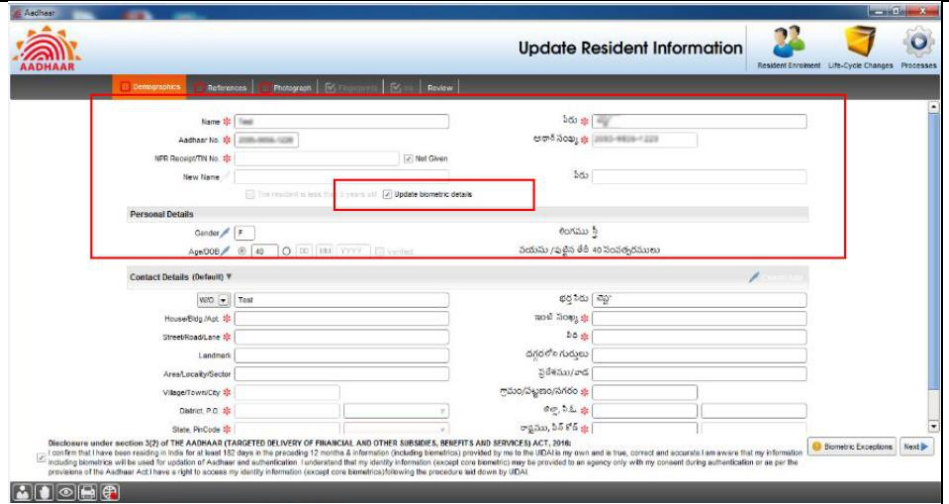 Aadhaar
AADHAAR
Update Resident Information
Resident Enrolment Life-Cycle Changes Processes
Demographics References Photograph Fingerprints Iris Review
Name Test పేరు
Aadhaar No. ఆధార్ సంఖ్య
NPR Receipt/TIN No. Not Given
New Name పేరు
The resident is less than 5 years old Update biometric details
Personal Details
Gender F లింగము స్త్రీ
Age/DOB 40 DD MM YYYY Verified వయసు /పుట్టిన తేది 40 సంవత్సరములు
Contact Details (Default)
W/O Test భర్త పేరు
House/Bldg./Apt. ఇంటి సంఖ్య
Street/Road/Lane వీధి
Landmark దగ్గరలోని గుర్తులు
Area/Locality/Sector ప్రదేశము/వాడ
Village/Town/City గ్రామం/పట్టణం/నగరం
District, P.O. జిల్లా, పి.ఓ.
State, PinCode రాష్ట్రము, పిన్ కోడ్
Disclosure under section 3(2) of THE AADHAAR (TARGETED DELIVERY OF FINANCIAL AND OTHER SUBSIDIES, BENEFITS AND SERVICES) ACT, 2016:
I confirm that I have been residing in India for at least 182 days in the preceding 12 months & information (including biometrics) provided by me to the UIDAI is my own and is true, correct and accurate.I am aware that my information
including biometrics will be used for updation of Aadhaar and authentication. I understand that my identity information (except core biometric) may be provided to an agency only with my consent during authentication or as per the
provisions of the Aadhaar Act.I have a right to access my identity information (except core biometrics)following the procedure laid down by UIDAI.
Biometric Exceptions Next